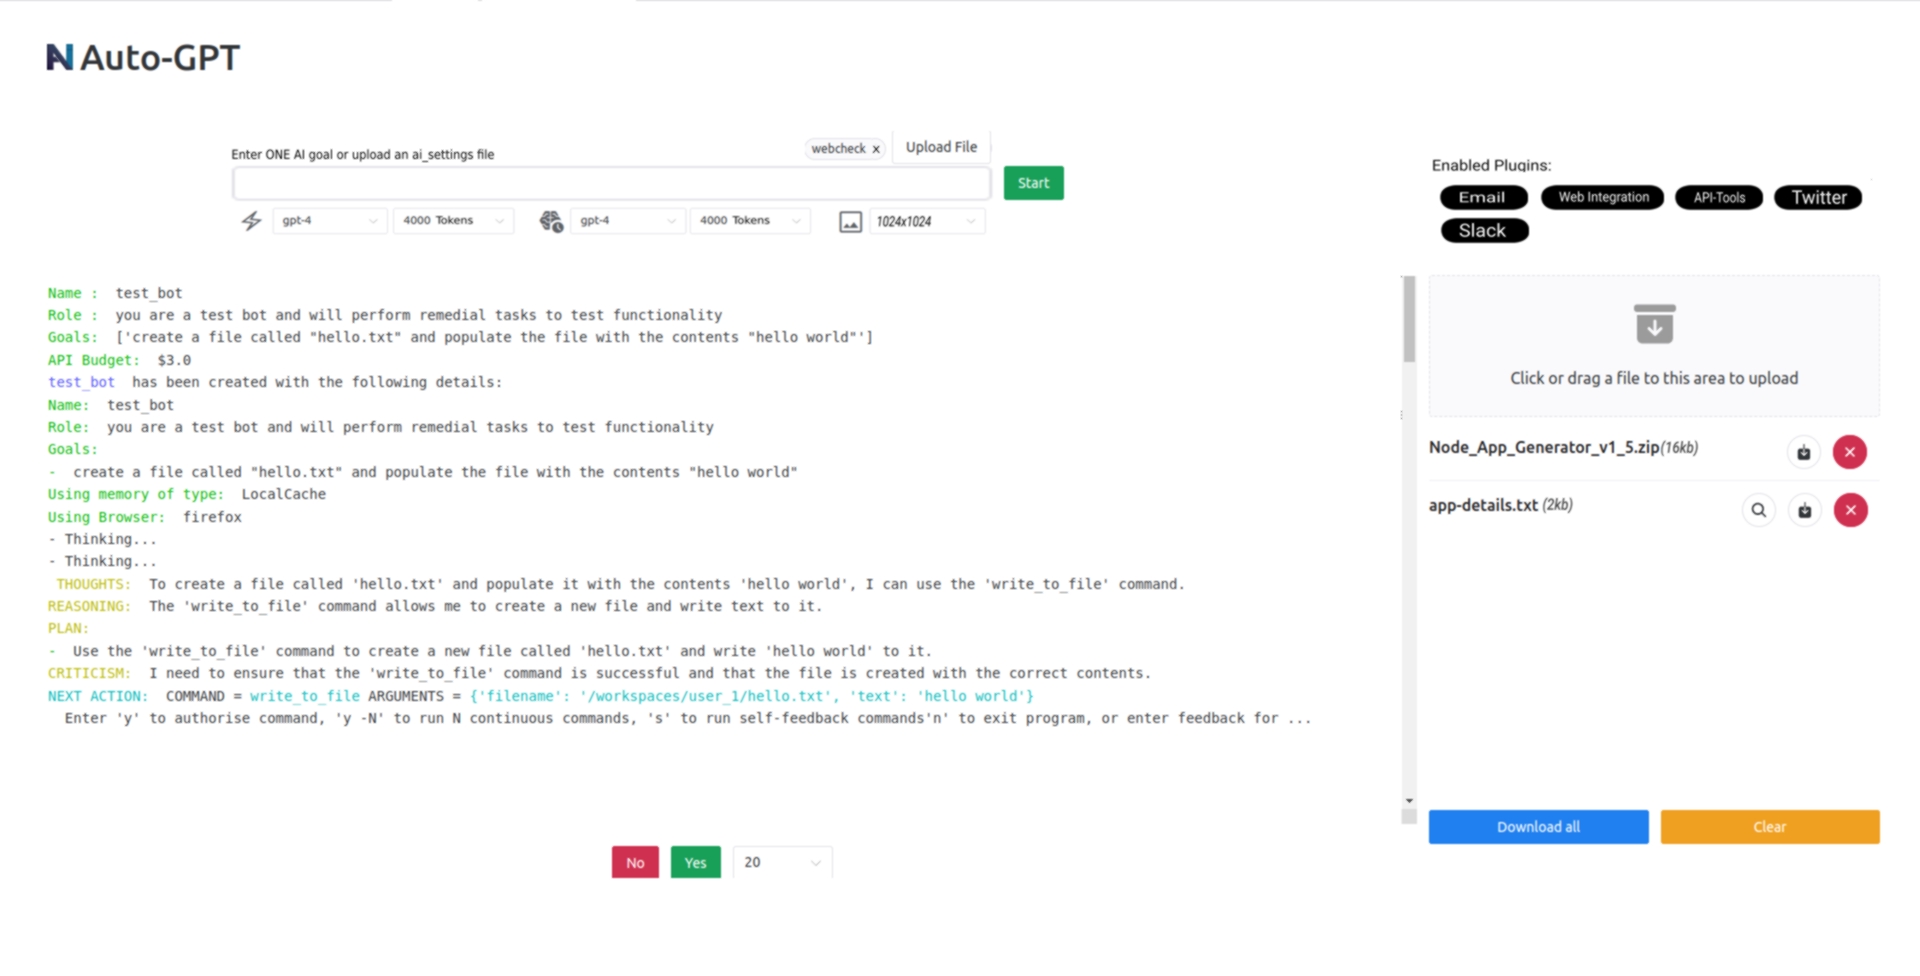 N Auto-GPT
Enter ONE AI goal or upload an ai_settings file
webcheck x
Upload File
Start
gpt-4
4000 Tokens
gpt-4
4000 Tokens
1024x1024
Name :  test_bot
Role :  you are a test bot and will perform remedial tasks to test functionality
Goals:  ['create a file called "hello.txt" and populate the file with the contents "hello world"']
API Budget:  $3.0
test_bot  has been created with the following details:
Name:  test_bot
Role:  you are a test bot and will perform remedial tasks to test functionality
Goals:
-  create a file called "hello.txt" and populate the file with the contents "hello world"
Using memory of type:  LocalCache
Using Browser:  firefox
- Thinking...
- Thinking...
THOUGHTS:  To create a file called 'hello.txt' and populate it with the contents 'hello world', I can use the 'write_to_file' command.
REASONING:  The 'write_to_file' command allows me to create a new file and write text to it.
PLAN:
-  Use the 'write_to_file' command to create a new file called 'hello.txt' and write 'hello world' to it.
CRITICISM:  I need to ensure that the 'write_to_file' command is successful and that the file is created with the correct contents.
NEXT ACTION:  COMMAND = write_to_file ARGUMENTS = {'filename': '/workspaces/user_1/hello.txt', 'text': 'hello world'}
Enter 'y' to authorise command, 'y -N' to run N continuous commands, 's' to run self-feedback commands'n' to exit program, or enter feedback for ...
No
Yes
20
Enabled Plugins:
Email
Web Integration
API-Tools
Twitter
Slack
Click or drag a file to this area to upload
Node_App_Generator_v1_5.zip(16kb)
app-details.txt (2kb)
Download all
Clear